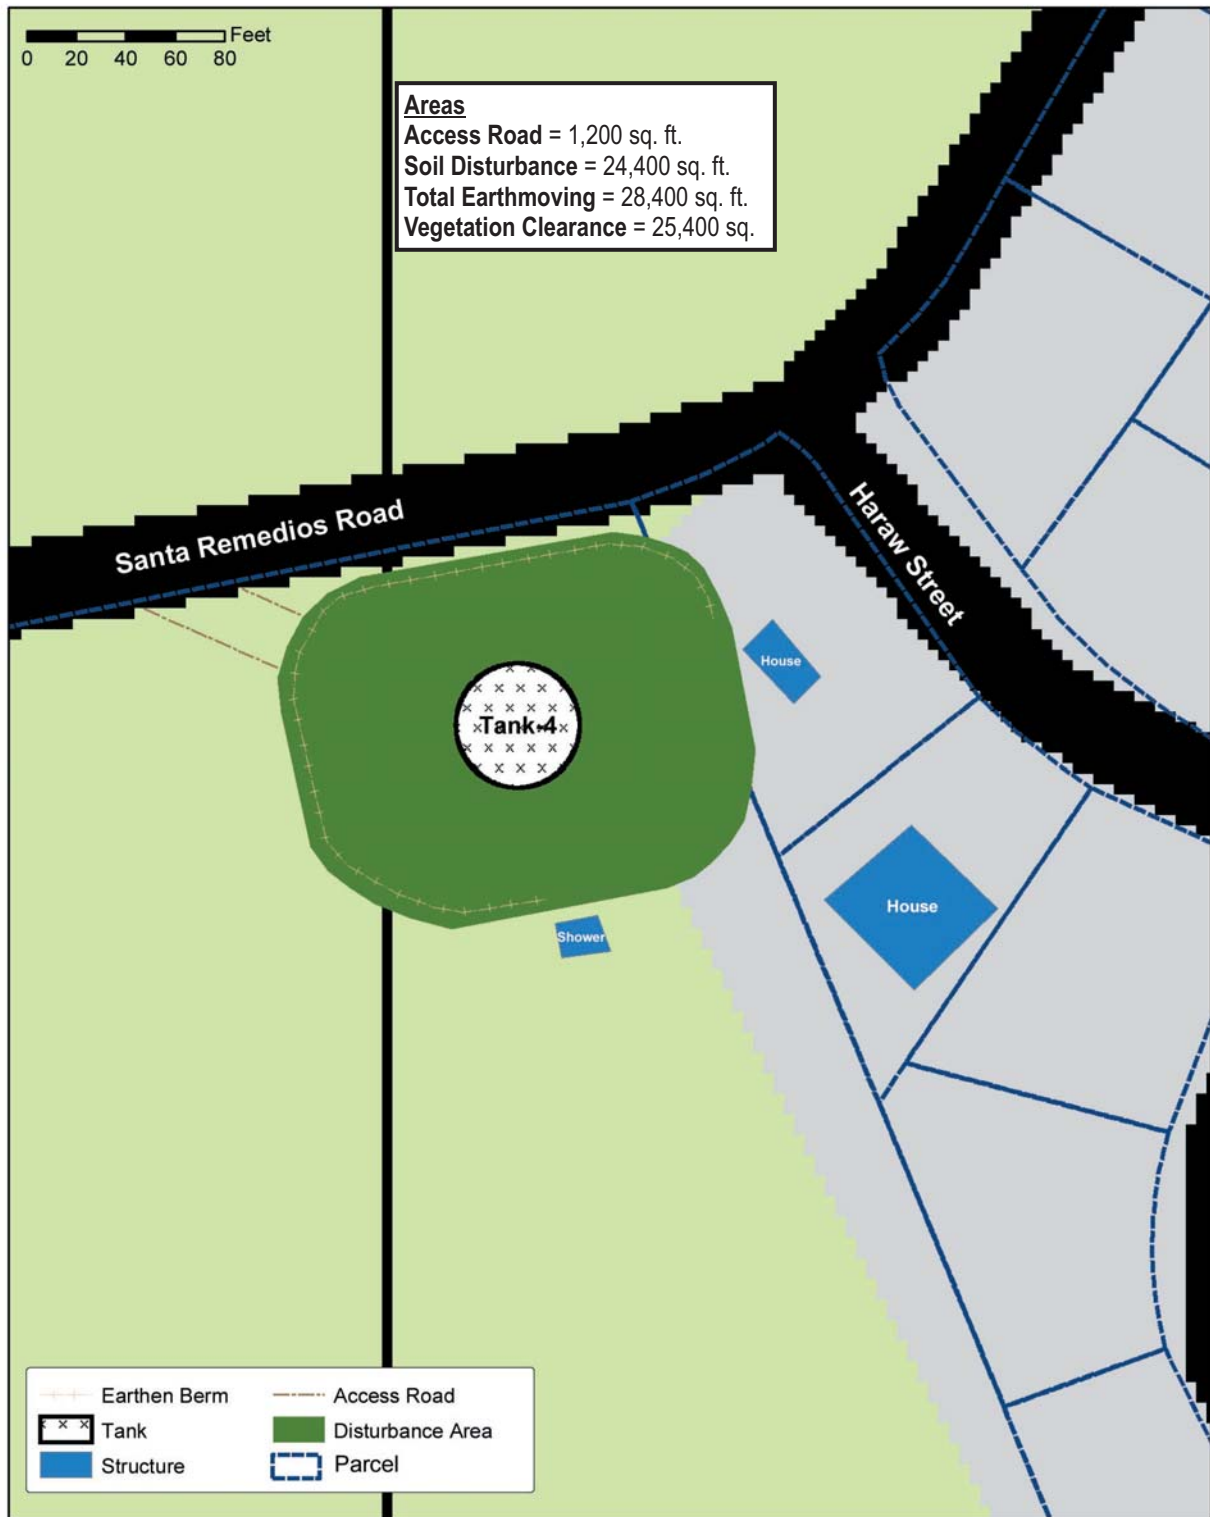 Feet
0 20 40 60 80
Areas
Access Road = 1,200 sq. ft.
Soil Disturbance = 24,400 sq. ft.
Total Earthmoving = 28,400 sq. ft.
Vegetation Clearance = 25,400 sq.
Santa Remedios Road
Haraw Street
House
Tank-4
House
Shower
Earthen Berm
Access Road
Tank
Disturbance Area
Structure
Parcel